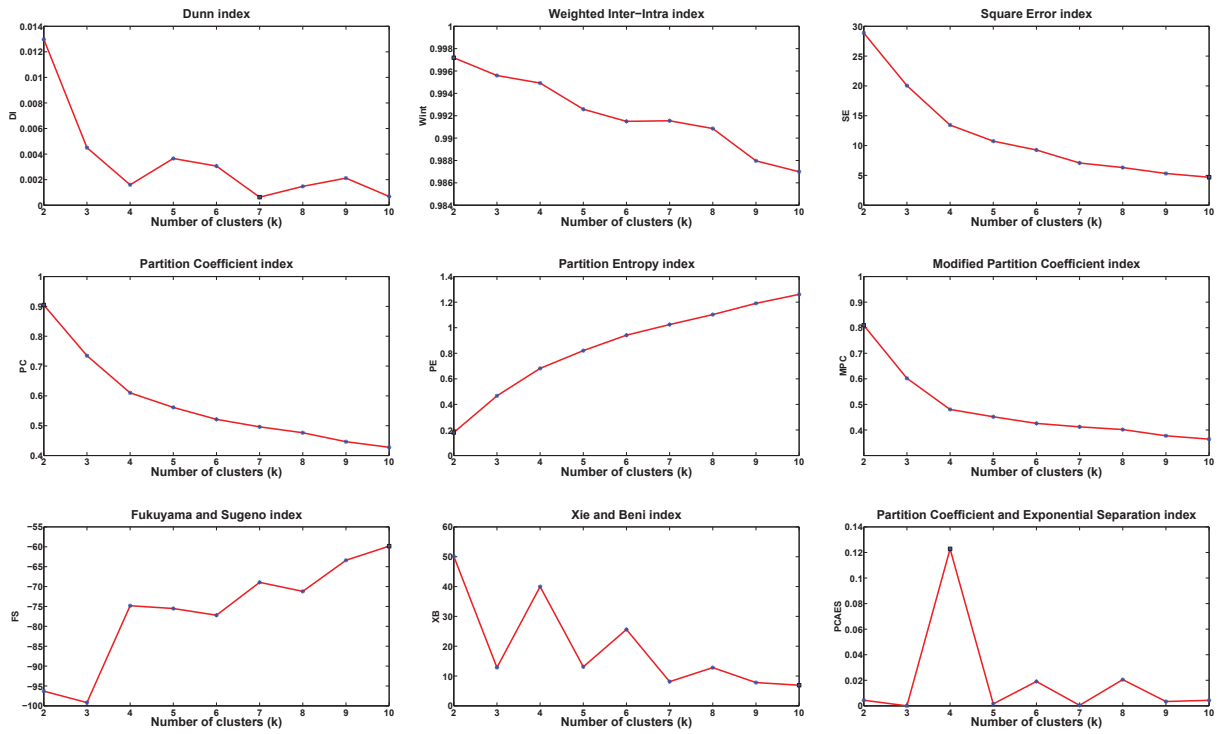 Dunn index
0.014
0.012
0.01
0.008
0.006
0.004
0.002
0
DI
2 3 4 5 6 7 8 9 10
Number of clusters (k)
Weighted Inter−Intra index
1
0.998
0.996
0.994
0.992
0.99
0.988
0.986
0.984
Wint
2 3 4 5 6 7 8 9 10
Number of clusters (k)
Square Error index
30
25
20
15
10
5
0
SE
2 3 4 5 6 7 8 9 10
Number of clusters (k)
Partition Coefficient index
1
0.9
0.8
0.7
0.6
0.5
0.4
PC
2 3 4 5 6 7 8 9 10
Number of clusters (k)
Partition Entropy index
1.4
1.2
1
0.8
0.6
0.4
0.2
0
PE
2 3 4 5 6 7 8 9 10
Number of clusters (k)
Modified Partition Coefficient index
1
0.9
0.8
0.7
0.6
0.5
0.4
MPC
2 3 4 5 6 7 8 9 10
Number of clusters (k)
Fukuyama and Sugeno index
−55
−60
−65
−70
−75
−80
−85
−90
−95
−100
FS
2 3 4 5 6 7 8 9 10
Number of clusters (k)
Xie and Beni index
60
50
40
30
20
10
0
XB
2 3 4 5 6 7 8 9 10
Number of clusters (k)
Partition Coefficient and Exponential Separation index
0.14
0.12
0.1
0.08
0.06
0.04
0.02
0
PCAES
2 3 4 5 6 7 8 9 10
Number of clusters (k)